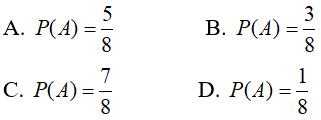 A. P(A) = 5/8 B. P(A) = 3/8
C. P(A) = 7/8 D. P(A) = 1/8